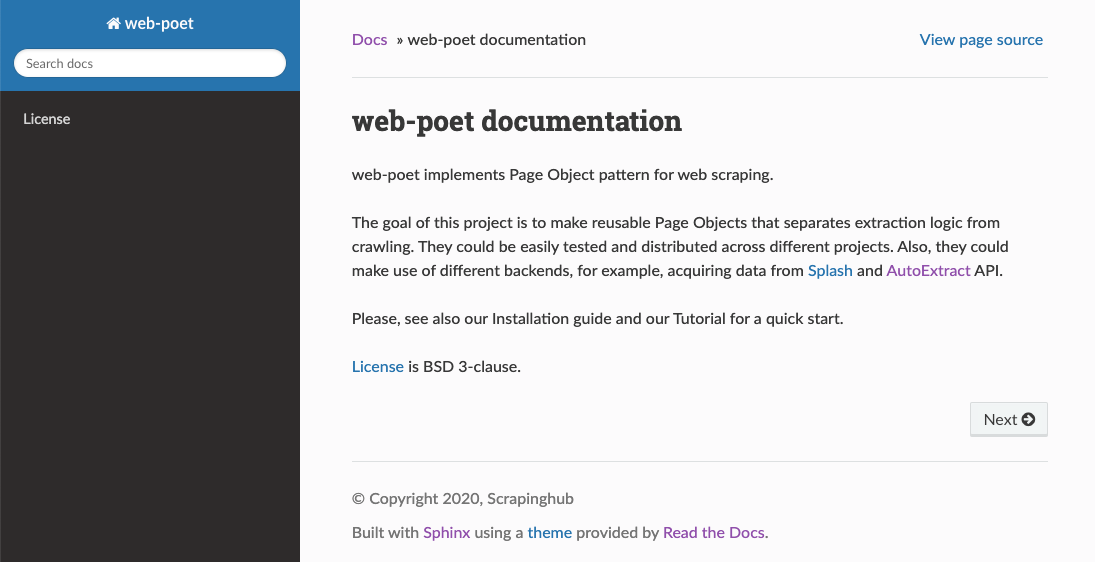 web-poet
Search docs
License
Docs » web-poet documentation
View page source
web-poet documentation
web-poet implements Page Object pattern for web scraping.
The goal of this project is to make reusable Page Objects that separates extraction logic from
crawling. They could be easily tested and distributed across different projects. Also, they could
make use of different backends, for example, acquiring data from Splash and AutoExtract API.
Please, see also our Installation guide and our Tutorial for a quick start.
License is BSD 3-clause.
Next
© Copyright 2020, Scrapinghub
Built with Sphinx using a theme provided by Read the Docs.